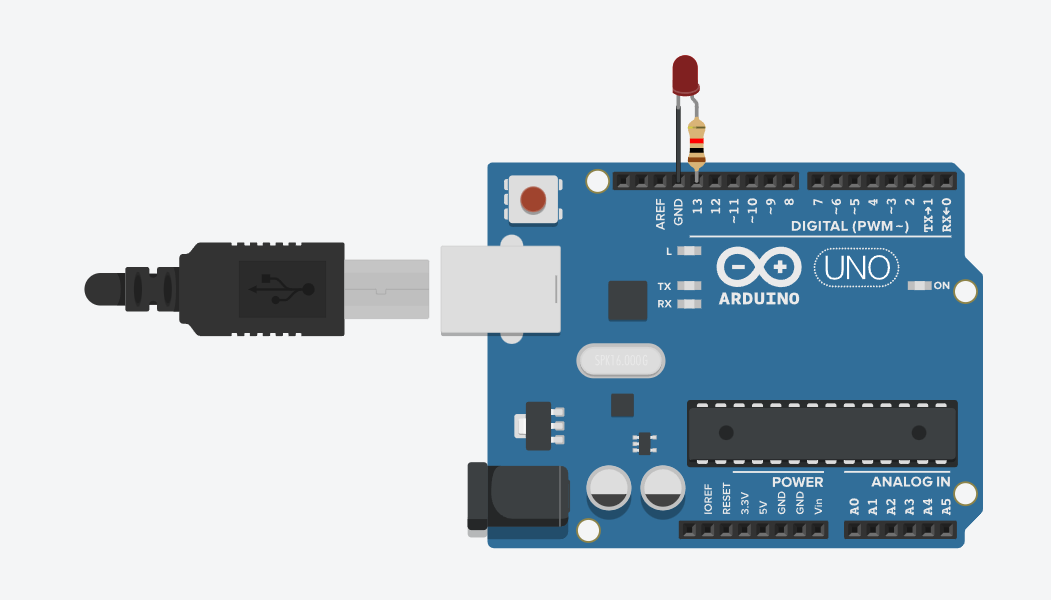 AREF
GND
13
12
~11
~10
~9
8
7
~6
~5
4
~3
2
TX→1
RX←0
DIGITAL (PWM ~)
L
TX
RX
UNO
ARDUINO
ON
SPK16.000G
POWER
ANALOG IN
IOREF
RESET
3.3V
5V
GND
GND
Vin
A0
A1
A2
A3
A4
A5